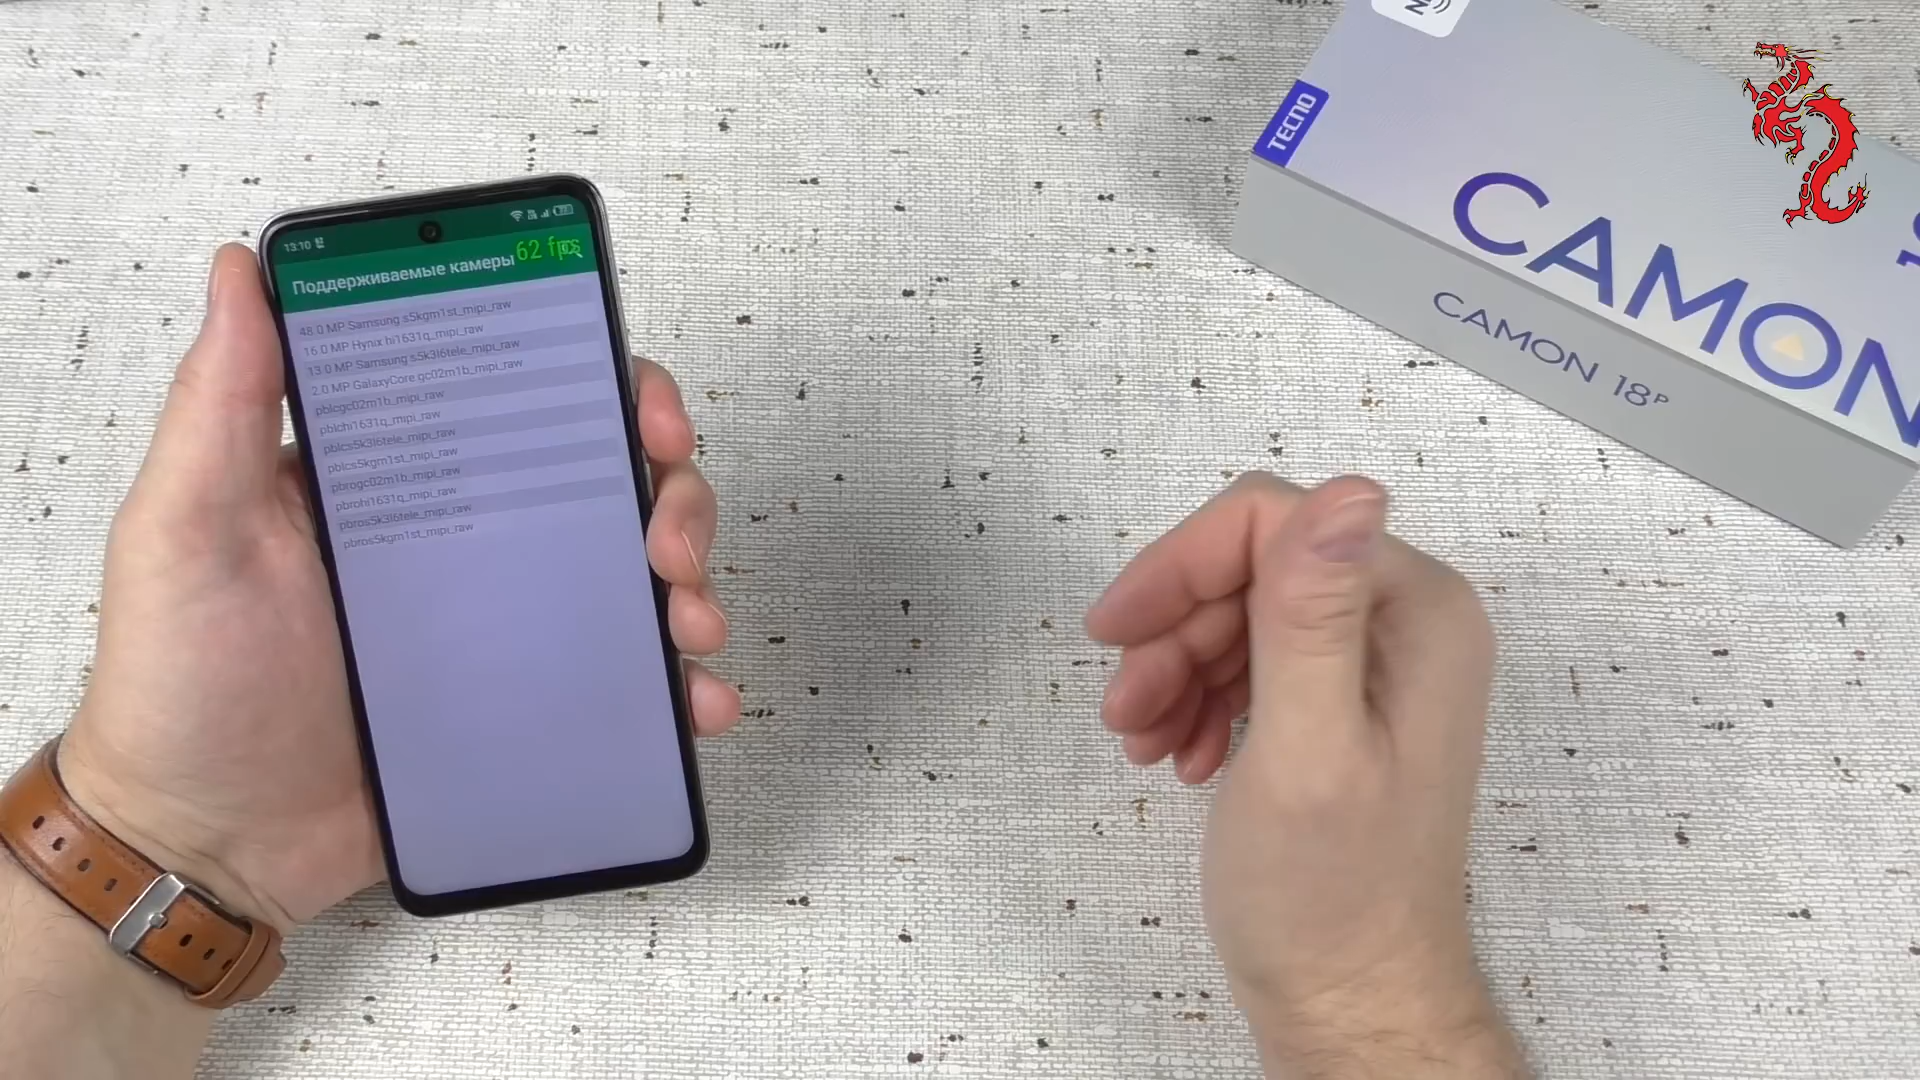 13:10
62 fps
Поддерживаемые камеры
48.0 MP Samsung s5kgm1st_mipi_raw
16.0 MP Hynix hi1631q_mipi_raw
13.0 MP Samsung s5k3l6tele_mipi_raw
2.0 MP GalaxyCore gc02m1b_mipi_raw
pblcgc02m1b_mipi_raw
pblchi1631q_mipi_raw
pblcs5k3l6tele_mipi_raw
pblcs5kgm1st_mipi_raw
pbrogc02m1b_mipi_raw
pbrohi1631q_mipi_raw
pbros5k3l6tele_mipi_raw
pbros5kgm1st_mipi_raw
TECNO
CAMON
CAMON 18P